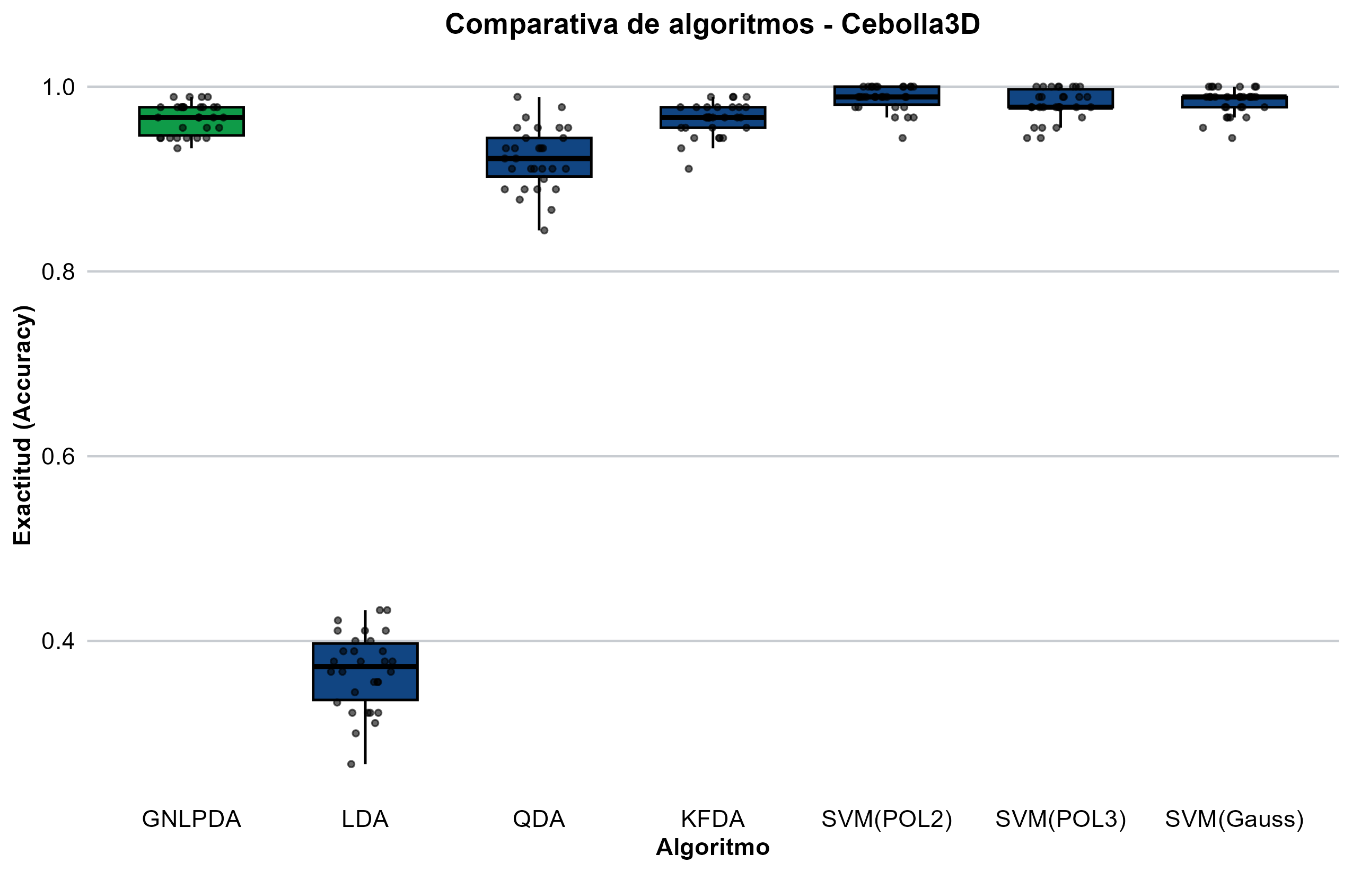 Comparativa de algoritmos - Cebolla3D
Exactitud (Accuracy)
1.0
0.8
0.6
0.4
GNLPDA LDA QDA KFDA SVM(POL2) SVM(POL3) SVM(Gauss)
Algoritmo